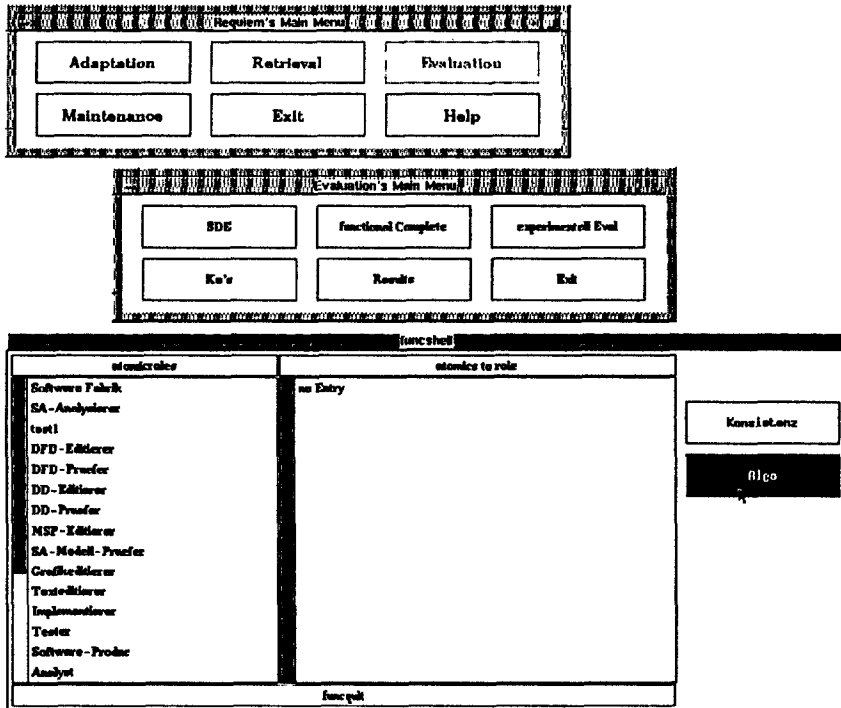 Requiem's Main Menu
Adaptation Retrieval Evaluation
Maintenance Exit Help
Evaluation's Main Menu
SDE functional Complete experimentell Eval
Ku's Results Exit
funcshell
atomicroles atomics to role
Software Fabrik no Entry
SA-Analysierer
test1
DFD-Editierer
DFD-Pruefer
DD-Editierer
DD-Pruefer
MSP-Editierer
SA-Modell-Pruefer
Grafikeditierer
Texteditierer
Implementierer
Tester
Software-Produc
Analyst
Konsistenz
Algo
funcquit